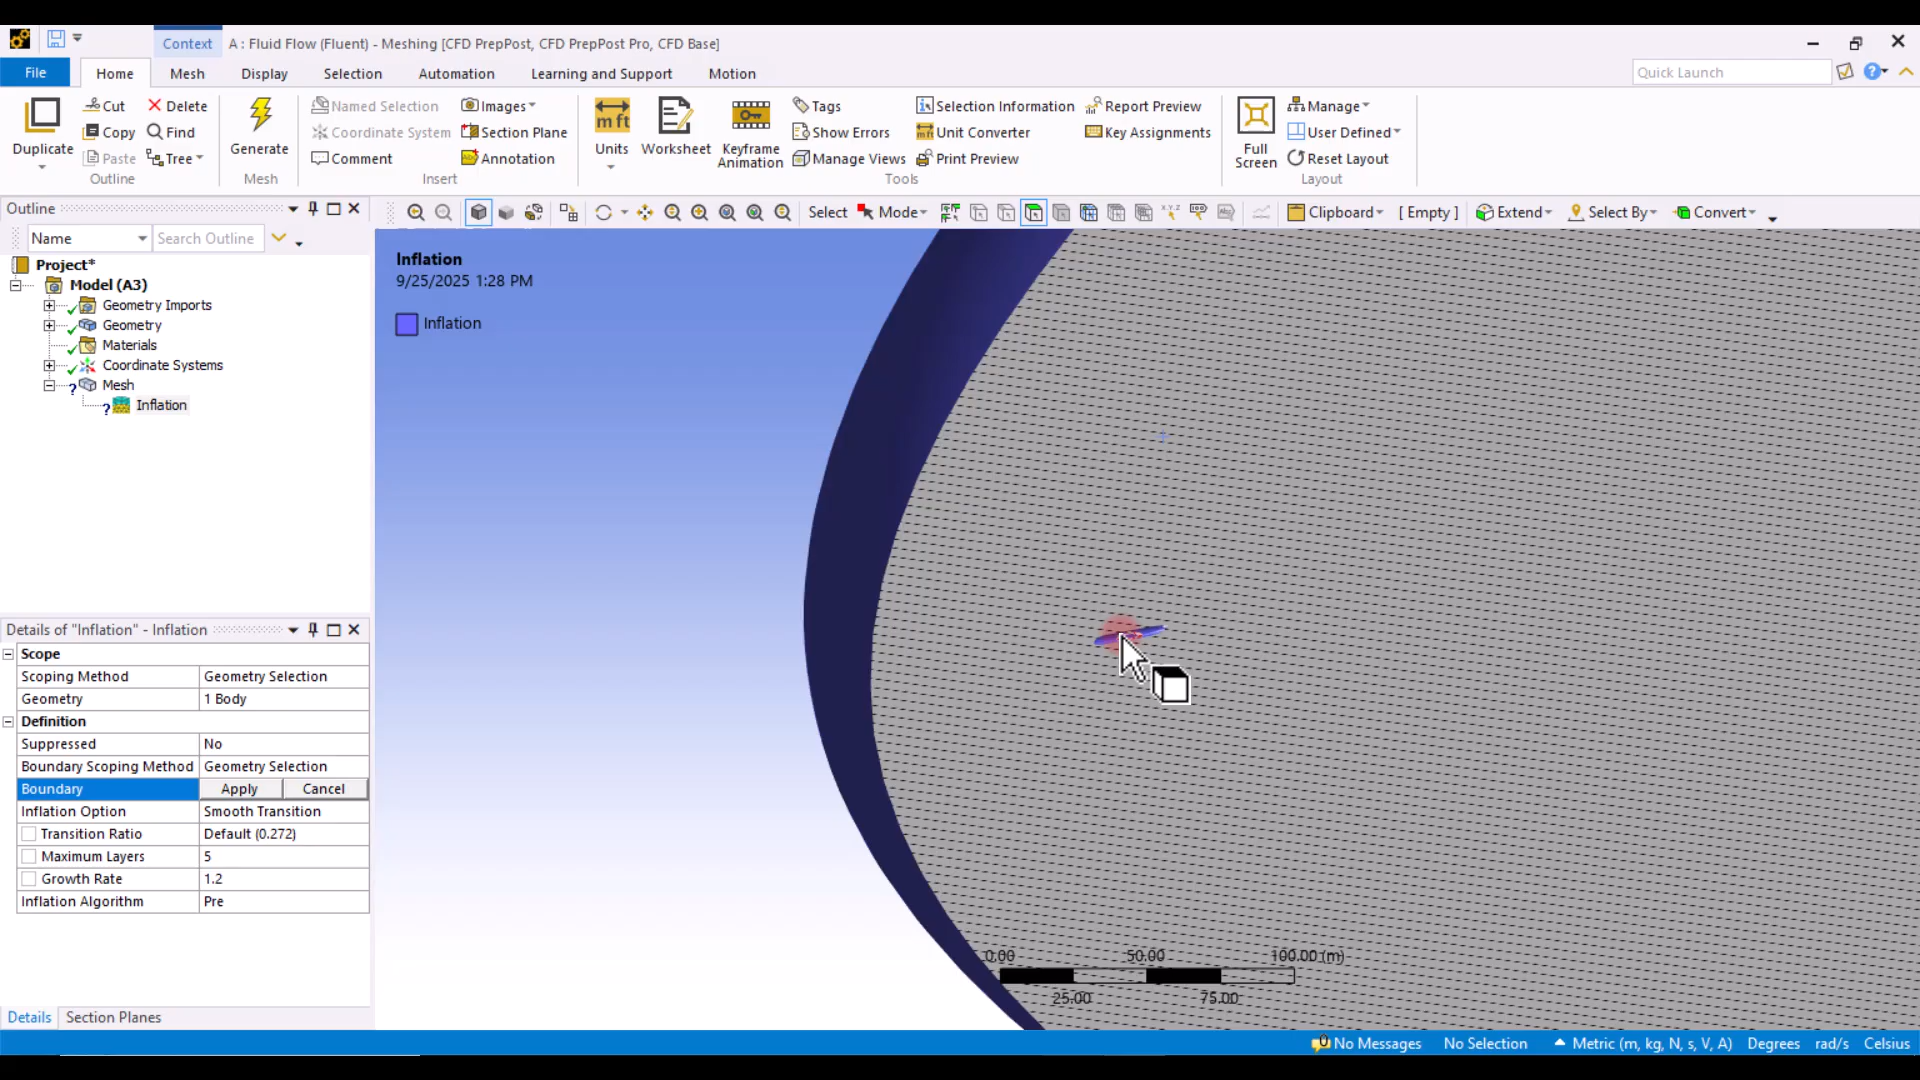 Context
A : Fluid Flow (Fluent) - Meshing [CFD PrepPost, CFD PrepPost Pro, CFD Base]
File Home Mesh Display Selection Automation Learning and Support Motion
Quick Launch
Cut Delete Named Selection Images Tags Selection Information Report Preview Manage
Copy Find Coordinate System Section Plane Show Errors Unit Converter Key Assignments User Defined
Duplicate Generate Units Worksheet Keyframe Animation Full Screen
Paste Tree Comment Annotation Manage Views Print Preview Reset Layout
Outline Mesh Insert Tools Layout
Outline
Select Mode Clipboard [ Empty ] Extend Select By Convert
Name Search Outline
Project*
Model (A3)
Geometry Imports
Geometry
Materials
Coordinate Systems
Mesh
Inflation
Inflation
9/25/2025 1:28 PM
Inflation
Details of "Inflation" - Inflation
Scope
Scoping Method Geometry Selection
Geometry 1 Body
Definition
Suppressed No
Boundary Scoping Method Geometry Selection
Boundary Apply Cancel
Inflation Option Smooth Transition
Transition Ratio Default (0.272)
Maximum Layers 5
Growth Rate 1.2
Inflation Algorithm Pre
0.00 50.00 100.00 (m)
25.00 75.00
Details Section Planes
No Messages No Selection Metric (m, kg, N, s, V, A) Degrees rad/s Celsius